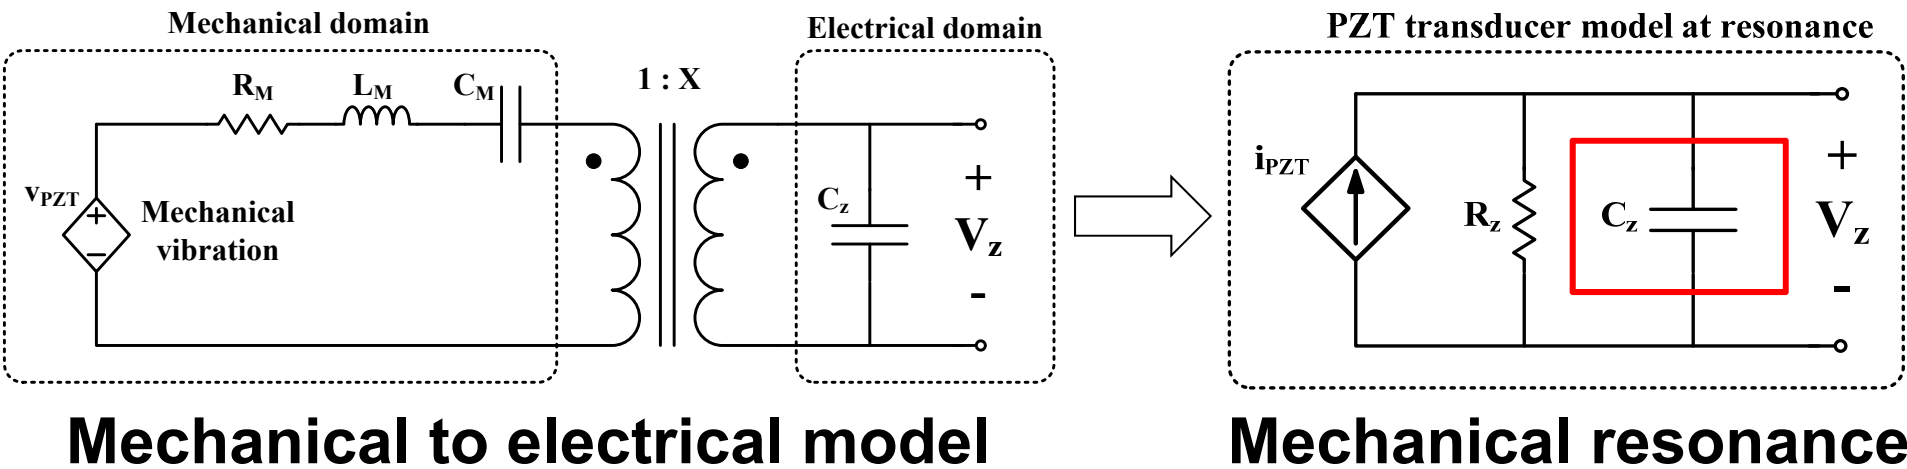 Mechanical domain
Electrical domain
PZT transducer model at resonance
R_M
L_M
C_M
1 : X
v_PZT
+
−
Mechanical
vibration
C_z
+
V_z
-
i_PZT
R_z
C_z
+
V_z
-
Mechanical to electrical model
Mechanical resonance